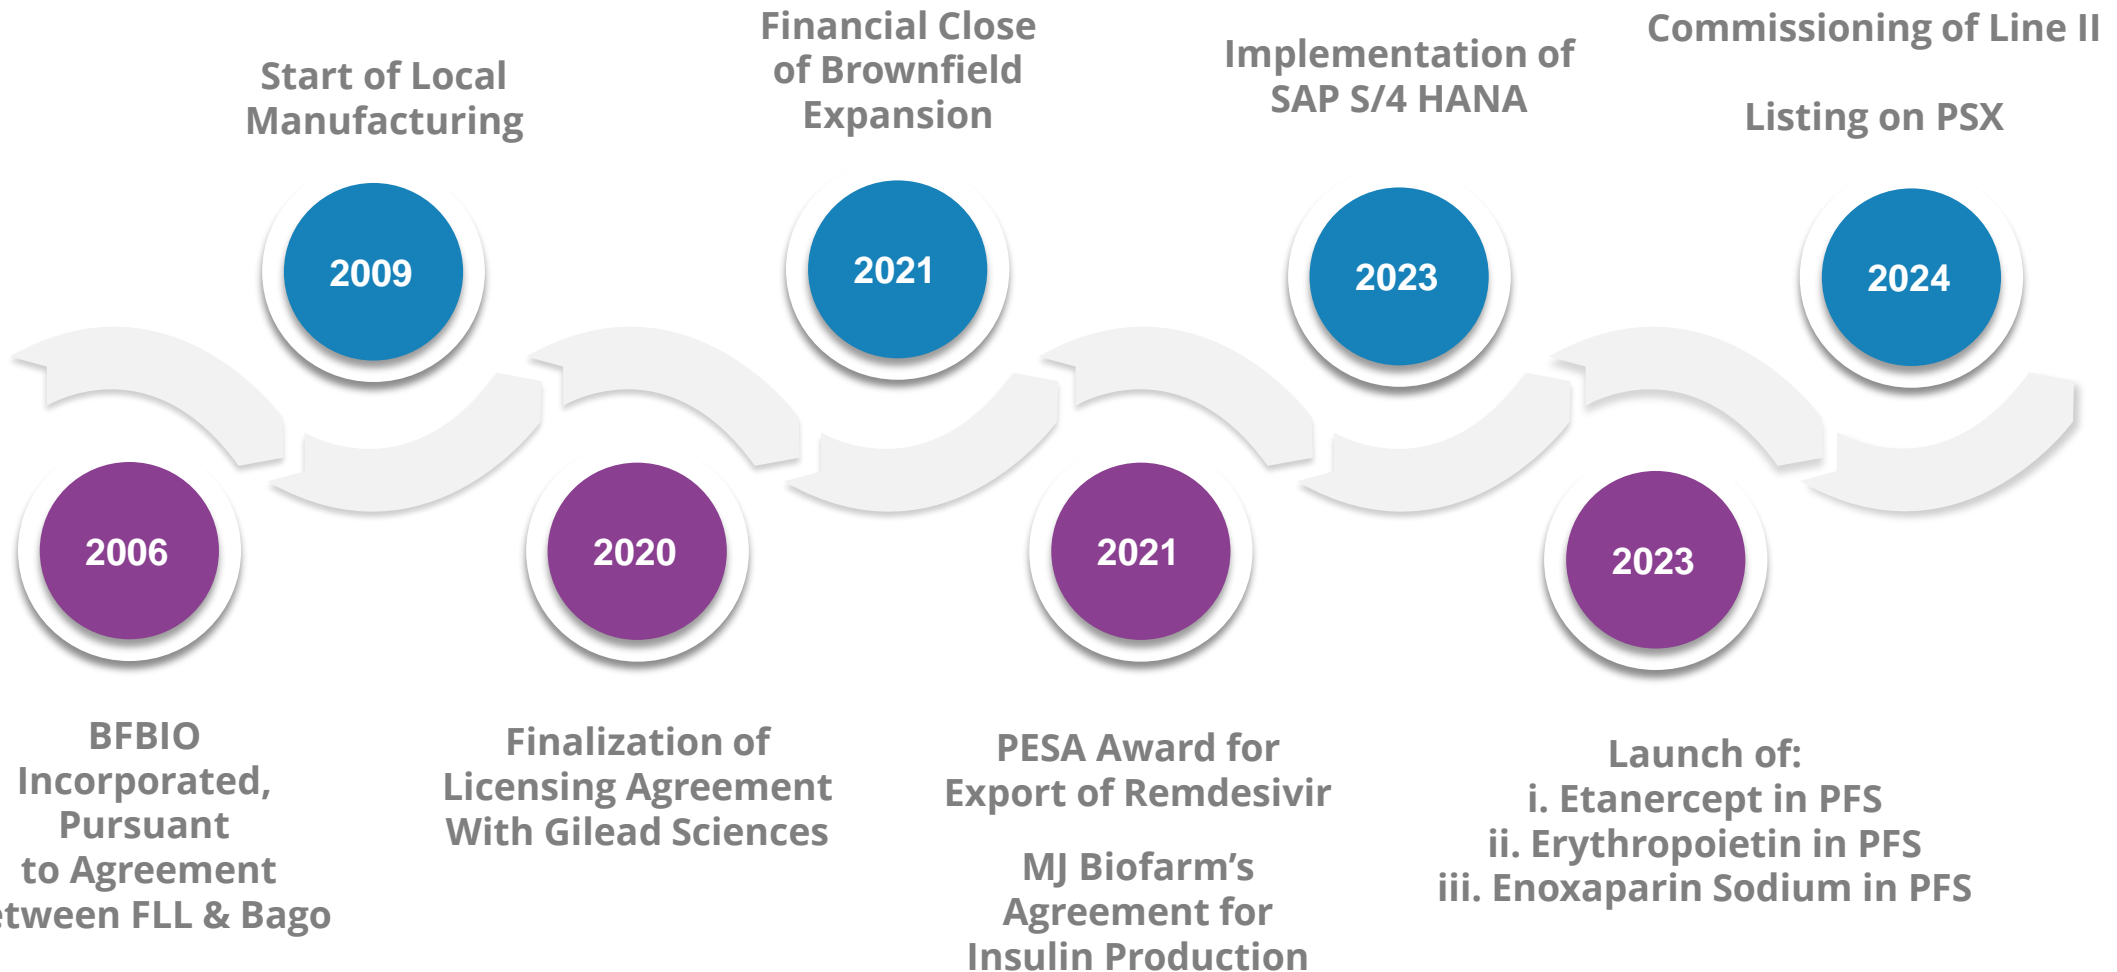 Start of Local
Manufacturing
2009
Financial Close
of Brownfield
Expansion
2021
Implementation of
SAP S/4 HANA
2023
Commissioning of Line II
Listing on PSX
2024
2006
BFBIO
Incorporated,
Pursuant
to Agreement
etween FLL & Bago
2020
Finalization of
Licensing Agreement
With Gilead Sciences
2021
PESA Award for
Export of Remdesivir
MJ Biofarm’s
Agreement for
Insulin Production
2023
Launch of:
i. Etanercept in PFS
ii. Erythropoietin in PFS
iii. Enoxaparin Sodium in PFS